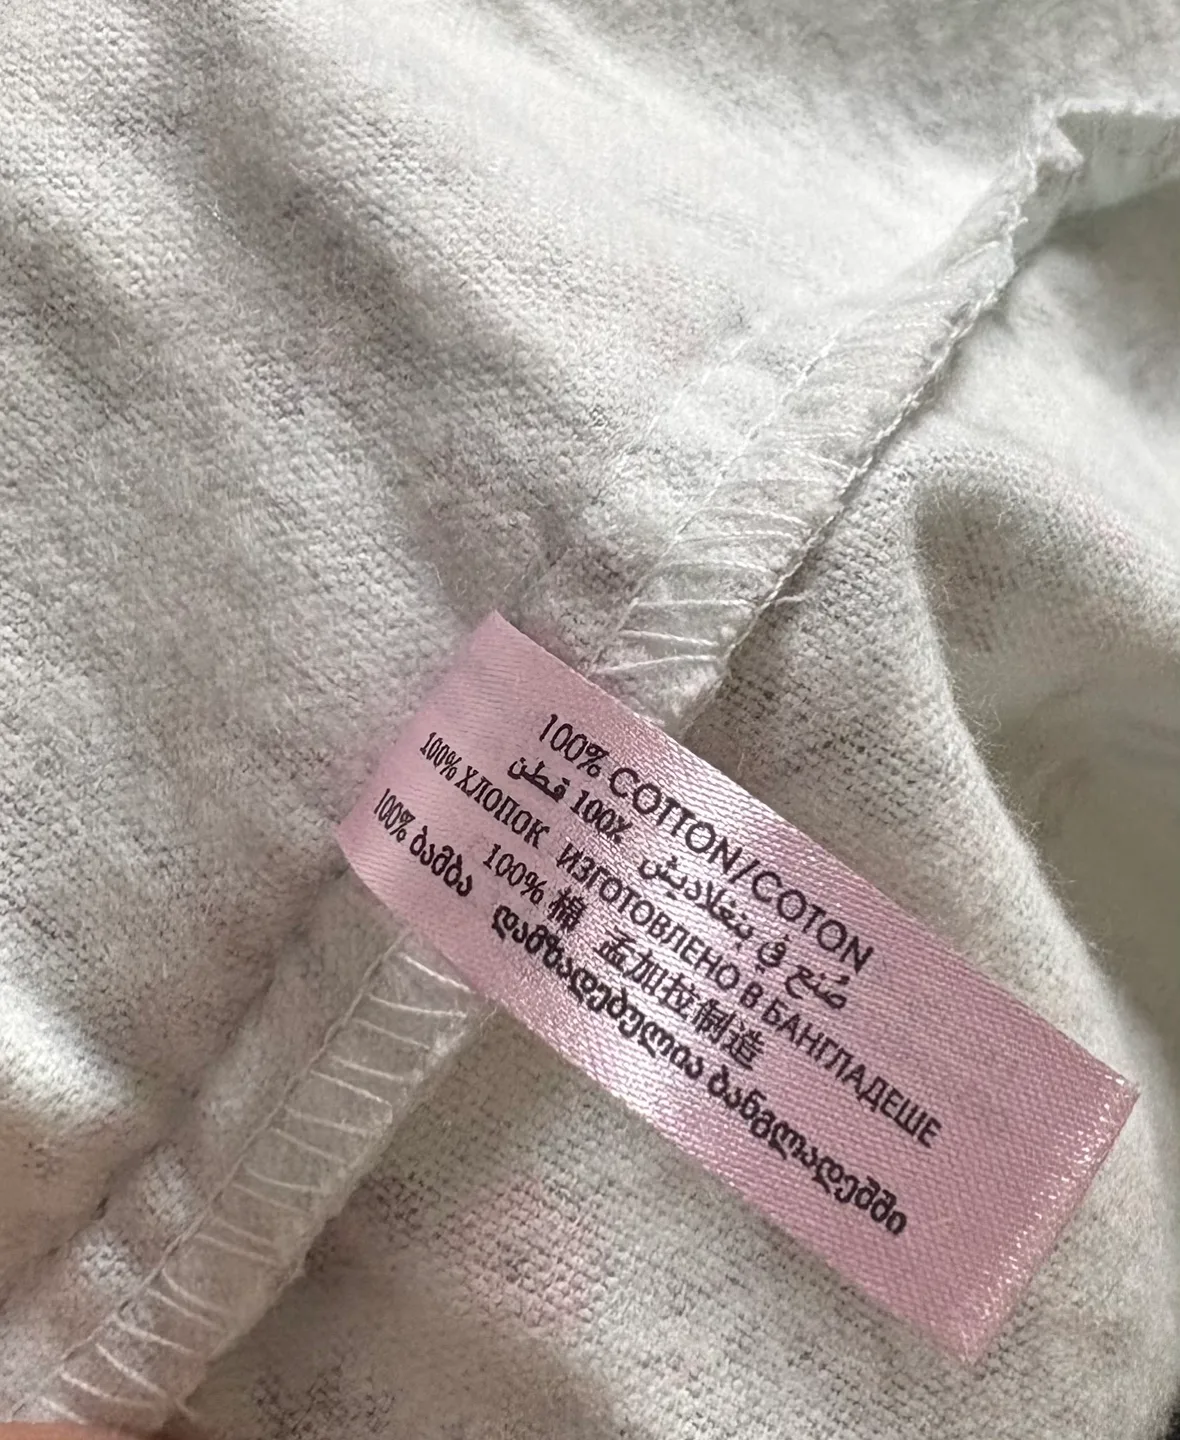 100% COTTON/COTON
100% قطن صُنع في بنغلاديش
100% ХЛОПОК ИЗГОТОВЛЕНО В БАНГЛАДЕШЕ
100% 棉 孟加拉制造
100% ბამბა დამზადებულია ბანგლადეშში